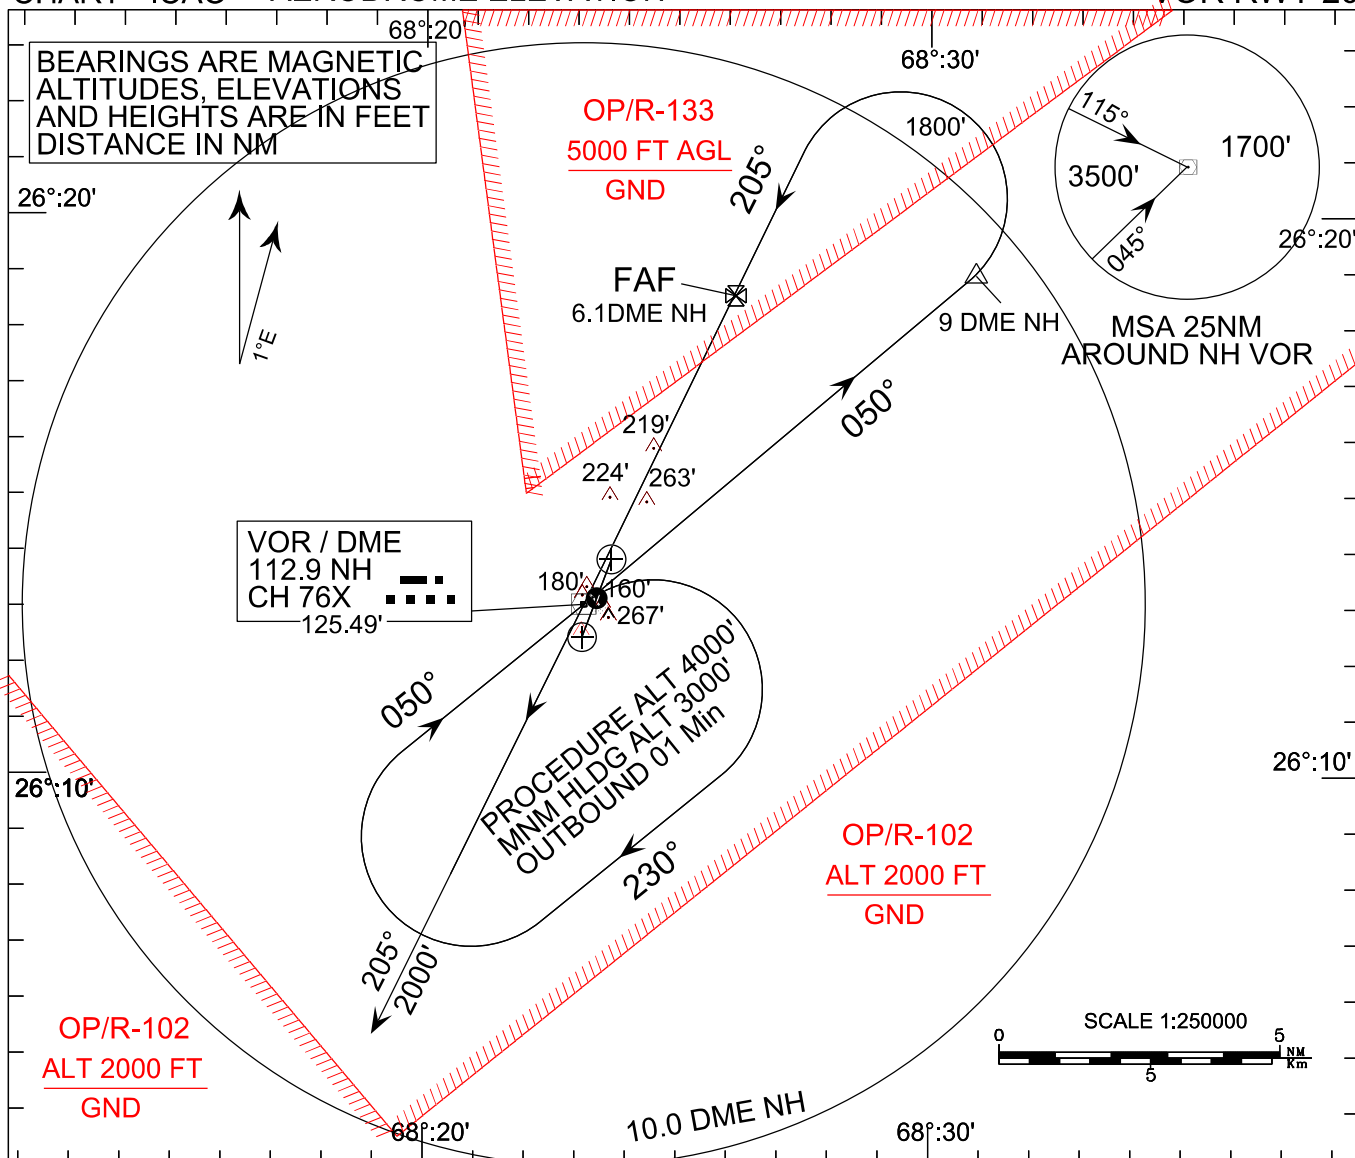 68°:20'
68°:30'
BEARINGS ARE MAGNETIC
ALTITUDES, ELEVATIONS
AND HEIGHTS ARE IN FEET
DISTANCE IN NM
OP/R-133
5000 FT AGL
GND
1800'
205°
115°
1700'
3500'
045°
26°:20'
26°:20'
1°E
FAF
6.1DME NH
9 DME NH
MSA 25NM
AROUND NH VOR
050°
219'
224'
263'
VOR / DME
112.9 NH
CH 76X
125.49'
180'
160'
267'
050°
PROCEDURE ALT 4000'
MNM HLDG ALT 3000'
OUTBOUND 01 Min
230°
26°:10'
26°:10'
OP/R-102
ALT 2000 FT
GND
205°
2000'
OP/R-102
ALT 2000 FT
GND
SCALE 1:250000
0
5
NM
Km
5
10.0 DME NH
68°:20'
68°:30'